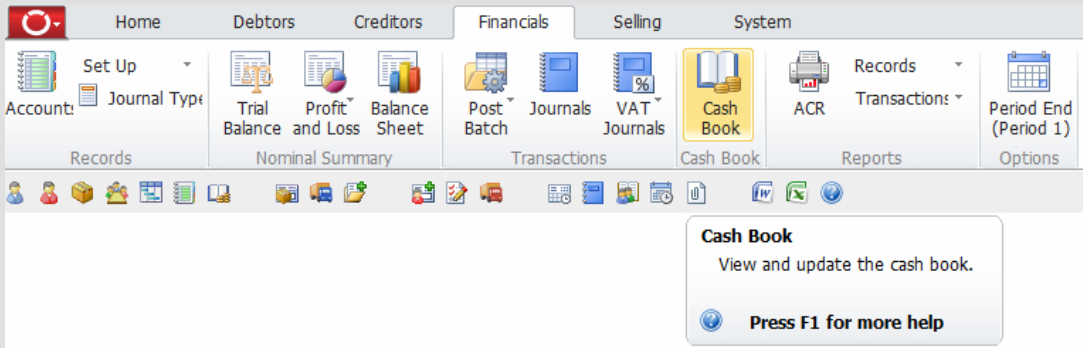 Home Debtors Creditors Financials Selling System
Set Up
Journal Type
Accounts
Trial
Balance
Profit
and Loss
Balance
Sheet
Post
Batch
Journals
%
VAT
Journals
Cash
Book
ACR
Records
Transactions
Period End
(Period 1)
Records Nominal Summary Transactions Cash Book Reports Options
Cash Book
View and update the cash book.
Press F1 for more help